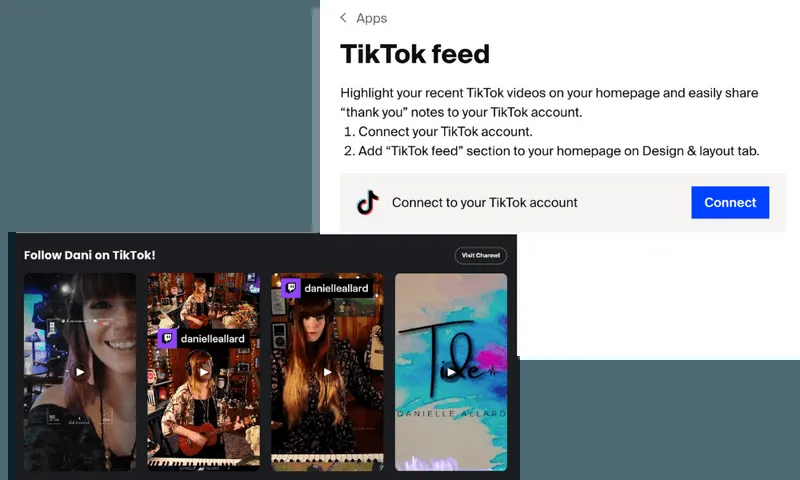 Apps
TikTok feed
Highlight your recent TikTok videos on your homepage and easily share
“thank you” notes to your TikTok account.
1. Connect your TikTok account.
2. Add “TikTok feed” section to your homepage on Design & layout tab.
Connect to your TikTok account
Connect
Follow Dani on TikTok!
Visit Channel
danielleallard
danielleallard
Tide
DANIELLE ALLARD